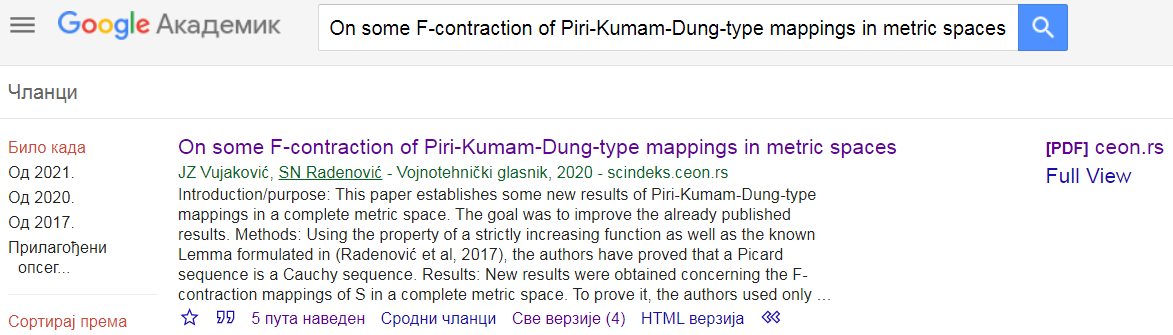 Google Академик
On some F-contraction of Piri-Kumam-Dung-type mappings in metric spaces
Чланци
Било када
Од 2021.
Од 2020.
Од 2017.
Прилагођени
опсег...
Сортирај према
On some F-contraction of Piri-Kumam-Dung-type mappings in metric spaces
JZ Vujaković, SN Radenović - Vojnotehnički glasnik, 2020 - scindeks.ceon.rs
Introduction/purpose: This paper establishes some new results of Piri-Kumam-Dung-type
mappings in a complete metric space. The goal was to improve the already published
results. Methods: Using the property of a strictly increasing function as well as the known
Lemma formulated in (Radenović et al, 2017), the authors have proved that a Picard
sequence is a Cauchy sequence. Results: New results were obtained concerning the F-
contraction mappings of S in a complete metric space. To prove it, the authors used only …
5 пута наведен Сродни чланци Све верзије (4) HTML верзија
[PDF] ceon.rs
Full View